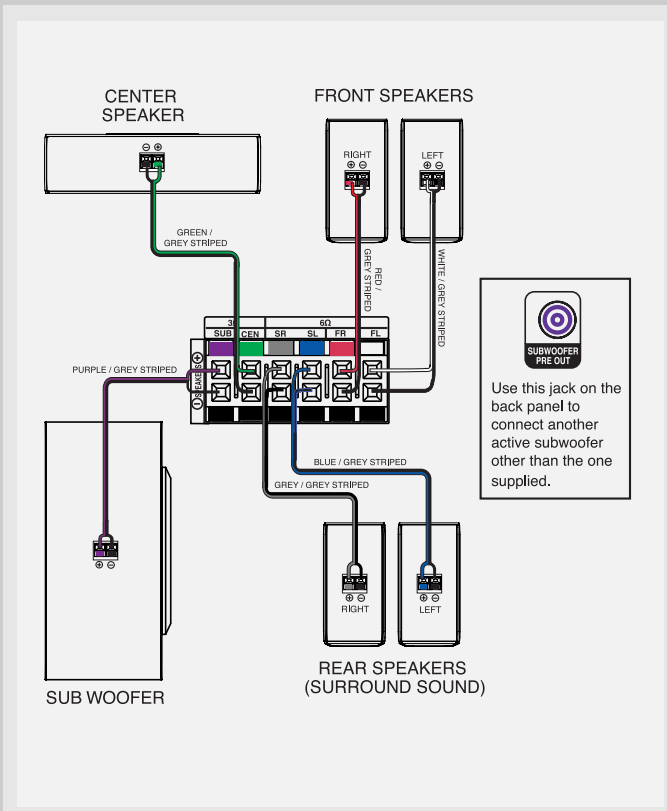 CENTER
SPEAKER
FRONT SPEAKERS
⊖ ⊕
RIGHT
⊕ ⊖
LEFT
⊕ ⊖
GREEN /
GREY STRIPED
RED /
GREY STRIPED
WHITE / GREY STRIPED
6Ω
SUB
CEN
SR
SL
FR
FL
PURPLE / GREY STRIPED
⊕
SPEAKERS
⊖
SUBWOOFER
PRE OUT
Use this jack on the
back panel to
connect another
active subwoofer
other than the one
supplied.
BLUE / GREY STRIPED
GREY / GREY STRIPED
⊕ ⊖
⊕ ⊖
RIGHT
⊕ ⊖
LEFT
REAR SPEAKERS
(SURROUND SOUND)
SUB WOOFER